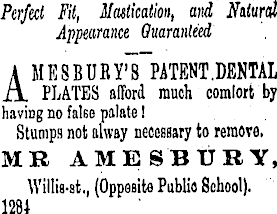 Perfect Fit, Mastication, and Natural
Appearance Guaranteed
AMESBURY'S PATENT DENTAL
PLATES afford much comfort by
having no false palate!
Stumps not alway necessary to remove.
MR AMESBURY,
Willis-st., (Opposite Public School).
1284